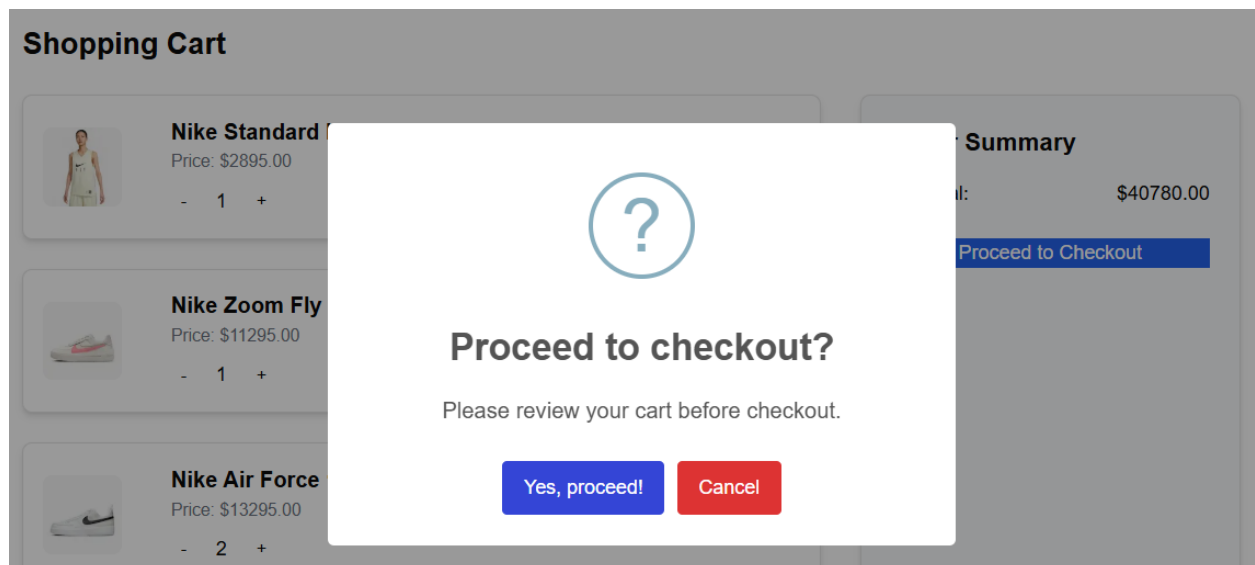 Shopping Cart
Nike Standard
Price: $2895.00
- 1 +
Nike Zoom Fly
Price: $11295.00
- 1 +
Nike Air Force
Price: $13295.00
- 2 +
Summary
$40780.00
Proceed to Checkout
?
Proceed to checkout?
Please review your cart before checkout.
Yes, proceed!
Cancel